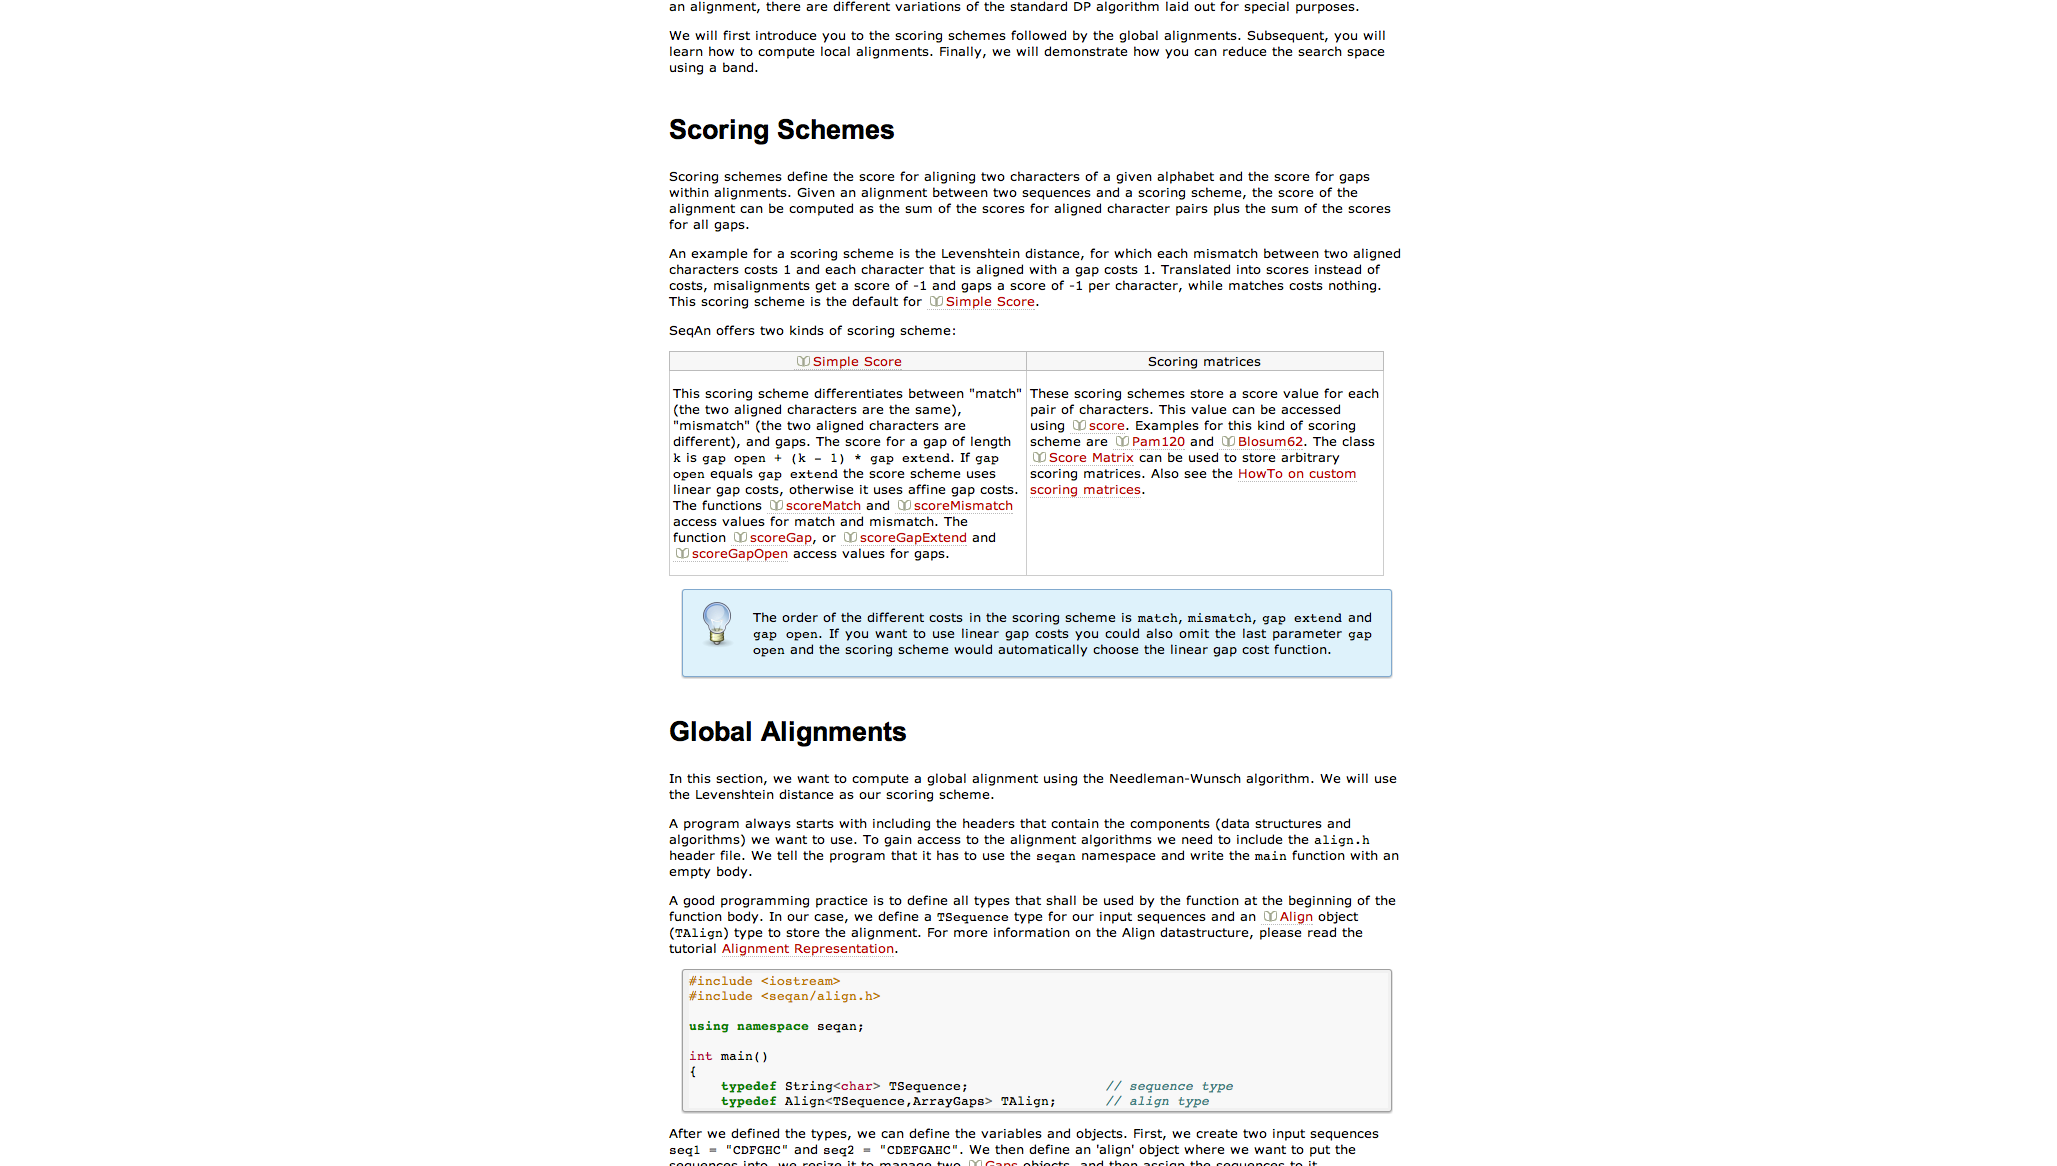 an alignment, there are different variations of the standard DP algorithm laid out for special purposes.
We will first introduce you to the scoring schemes followed by the global alignments. Subsequent, you will
learn how to compute local alignments. Finally, we will demonstrate how you can reduce the search space
using a band.
Scoring Schemes
Scoring schemes define the score for aligning two characters of a given alphabet and the score for gaps
within alignments. Given an alignment between two sequences and a scoring scheme, the score of the
alignment can be computed as the sum of the scores for aligned character pairs plus the sum of the scores
for all gaps.
An example for a scoring scheme is the Levenshtein distance, for which each mismatch between two aligned
characters costs 1 and each character that is aligned with a gap costs 1. Translated into scores instead of
costs, misalignments get a score of -1 and gaps a score of -1 per character, while matches costs nothing.
This scoring scheme is the default for Simple Score.
SeqAn offers two kinds of scoring scheme:
Simple Score
This scoring scheme differentiates between "match"
(the two aligned characters are the same),
"mismatch" (the two aligned characters are
different), and gaps. The score for a gap of length
k is gap open + (k - 1) * gap extend. If gap
open equals gap extend the score scheme uses
linear gap costs, otherwise it uses affine gap costs.
The functions scoreMatch and scoreMismatch
access values for match and mismatch. The
function scoreGap, or scoreGapExtend and
scoreGapOpen access values for gaps.
Scoring matrices
These scoring schemes store a score value for each
pair of characters. This value can be accessed
using score. Examples for this kind of scoring
scheme are Pam120 and Blosum62. The class
Score Matrix can be used to store arbitrary
scoring matrices. Also see the HowTo on custom
scoring matrices.
The order of the different costs in the scoring scheme is match, mismatch, gap extend and
gap open. If you want to use linear gap costs you could also omit the last parameter gap
open and the scoring scheme would automatically choose the linear gap cost function.
Global Alignments
In this section, we want to compute a global alignment using the Needleman-Wunsch algorithm. We will use
the Levenshtein distance as our scoring scheme.
A program always starts with including the headers that contain the components (data structures and
algorithms) we want to use. To gain access to the alignment algorithms we need to include the align.h
header file. We tell the program that it has to use the seqan namespace and write the main function with an
empty body.
A good programming practice is to define all types that shall be used by the function at the beginning of the
function body. In our case, we define a TSequence type for our input sequences and an Align object
(TAlign) type to store the alignment. For more information on the Align datastructure, please read the
tutorial Alignment Representation.
#include <iostream>
#include <seqan/align.h>
using namespace seqan;
int main()
{
typedef String<char> TSequence; // sequence type
typedef Align<TSequence,ArrayGaps> TAlign; // align type
After we defined the types, we can define the variables and objects. First, we create two input sequences
seq1 = "CDFGHC" and seq2 = "CDEFGAHC". We then define an 'align' object where we want to put the
sequences into, we resize it to manage two Gaps objects, and then assign the sequences to it.